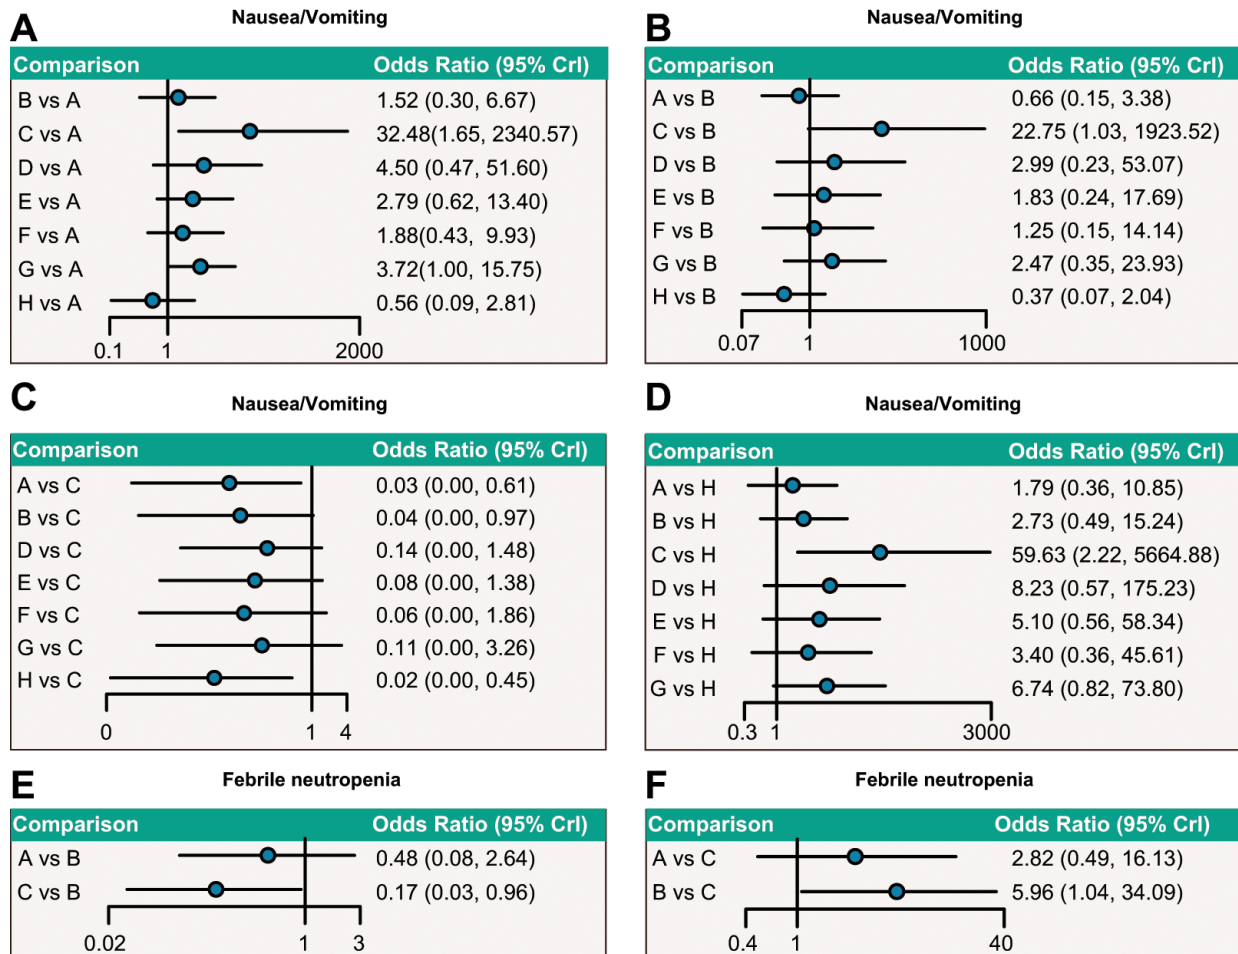 A
Nausea/Vomiting
Comparison Odds Ratio (95% CrI)
B vs A 1.52 (0.30, 6.67)
C vs A 32.48(1.65, 2340.57)
D vs A 4.50 (0.47, 51.60)
E vs A 2.79 (0.62, 13.40)
F vs A 1.88(0.43, 9.93)
G vs A 3.72(1.00, 15.75)
H vs A 0.56 (0.09, 2.81)
0.1 1 2000
B
Nausea/Vomiting
Comparison Odds Ratio (95% CrI)
A vs B 0.66 (0.15, 3.38)
C vs B 22.75 (1.03, 1923.52)
D vs B 2.99 (0.23, 53.07)
E vs B 1.83 (0.24, 17.69)
F vs B 1.25 (0.15, 14.14)
G vs B 2.47 (0.35, 23.93)
H vs B 0.37 (0.07, 2.04)
0.07 1 1000
C
Nausea/Vomiting
Comparison Odds Ratio (95% CrI)
A vs C 0.03 (0.00, 0.61)
B vs C 0.04 (0.00, 0.97)
D vs C 0.14 (0.00, 1.48)
E vs C 0.08 (0.00, 1.38)
F vs C 0.06 (0.00, 1.86)
G vs C 0.11 (0.00, 3.26)
H vs C 0.02 (0.00, 0.45)
0 1 4
D
Nausea/Vomiting
Comparison Odds Ratio (95% CrI)
A vs H 1.79 (0.36, 10.85)
B vs H 2.73 (0.49, 15.24)
C vs H 59.63 (2.22, 5664.88)
D vs H 8.23 (0.57, 175.23)
E vs H 5.10 (0.56, 58.34)
F vs H 3.40 (0.36, 45.61)
G vs H 6.74 (0.82, 73.80)
0.3 1 3000
E
Febrile neutropenia
Comparison Odds Ratio (95% CrI)
A vs B 0.48 (0.08, 2.64)
C vs B 0.17 (0.03, 0.96)
0.02 1 3
F
Febrile neutropenia
Comparison Odds Ratio (95% CrI)
A vs C 2.82 (0.49, 16.13)
B vs C 5.96 (1.04, 34.09)
0.4 1 40